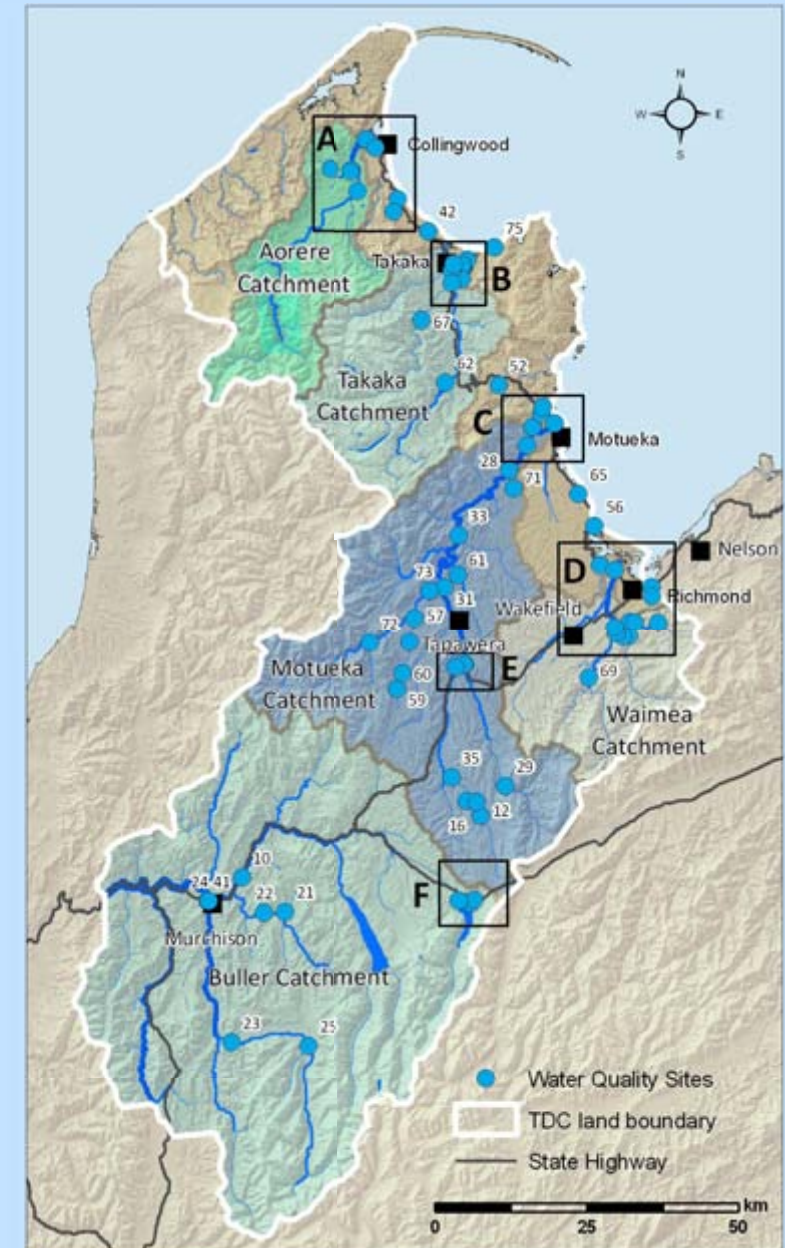 N
W E
S
A
Collingwood
42
75
Aorere
Catchment
Takaka
B
67
62
52
Takaka
Catchment
C
Motueka
28
71
65
56
33
Nelson
D
61
73
31
Richmond
Wakefield
57
72
Tapawera
Motueka
Catchment
60
E
59
69
Waimea
Catchment
35
29
12
16
10
24-41
22
21
F
Murchison
Buller Catchment
23
25
Water Quality Sites
TDC land boundary
State Highway
km
0 25 50